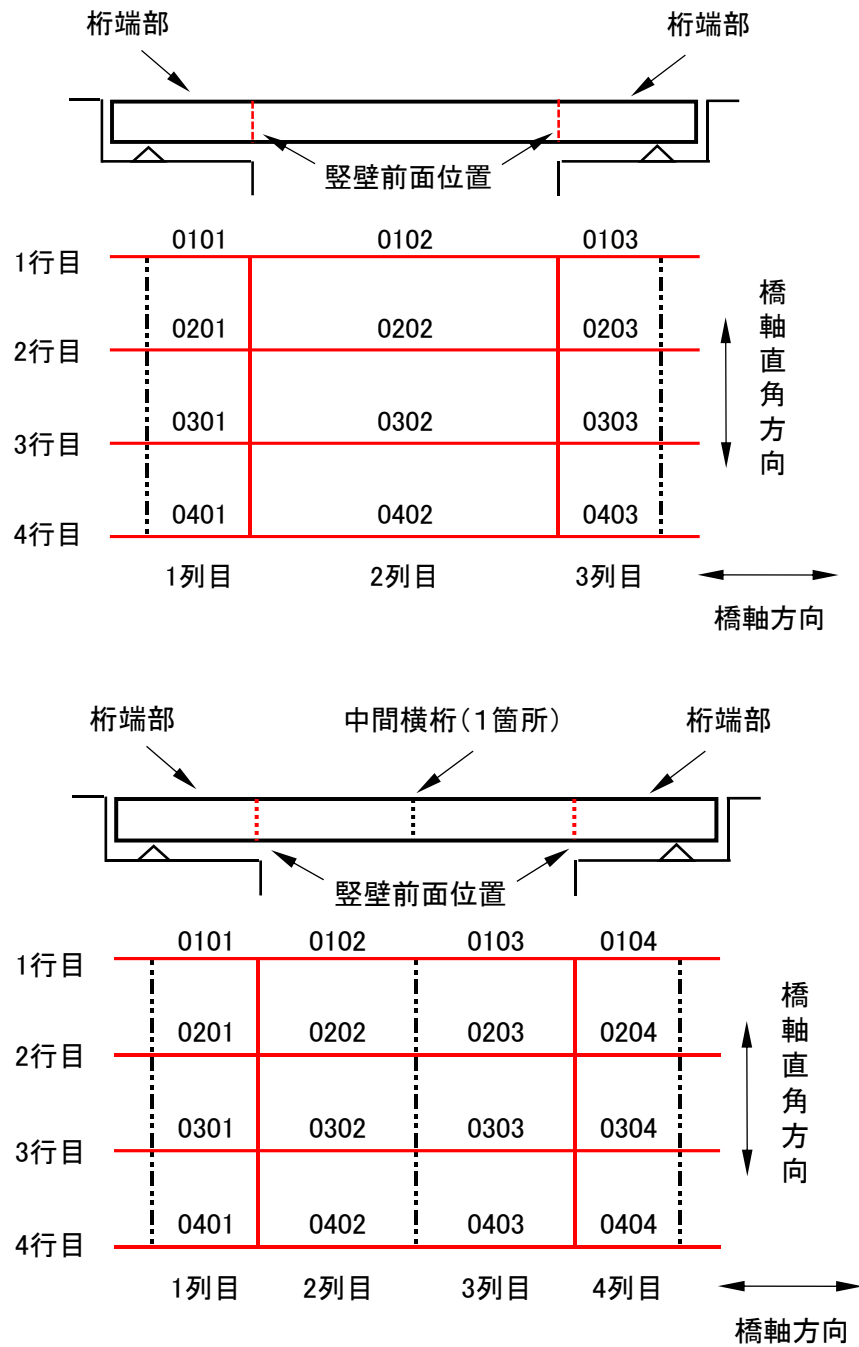 桁端部 桁端部
竪壁前面位置
0101 0102 0103
1行目
0201 0202 0203
2行目
0301 0302 0303
3行目
0401 0402 0403
4行目
橋軸直角方向
1列目 2列目 3列目
橋軸方向
桁端部 中間横桁(1箇所) 桁端部
竪壁前面位置
0101 0102 0103 0104
1行目
0201 0202 0203 0204
2行目
0301 0302 0303 0304
3行目
0401 0402 0403 0404
4行目
橋軸直角方向
1列目 2列目 3列目 4列目
橋軸方向